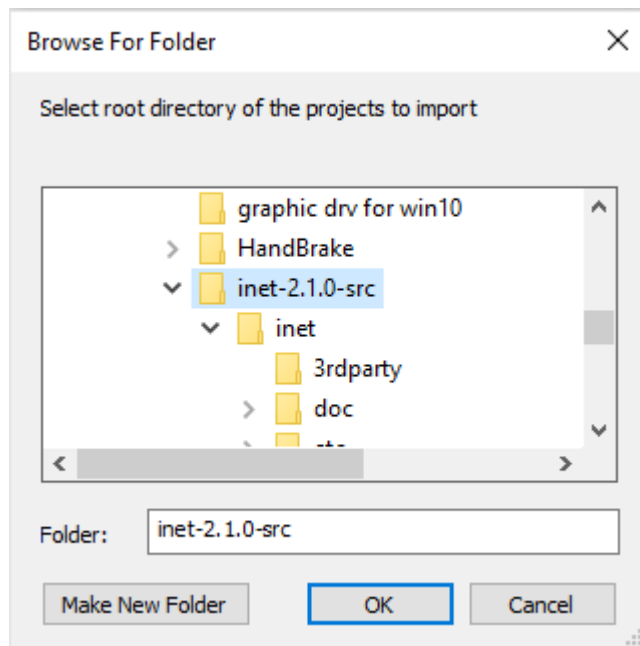 Browse For Folder
Select root directory of the projects to import
graphic drv for win10
HandBrake
inet-2.1.0-src
inet
3rdparty
doc
Folder:
inet-2.1.0-src
Make New Folder
OK
Cancel